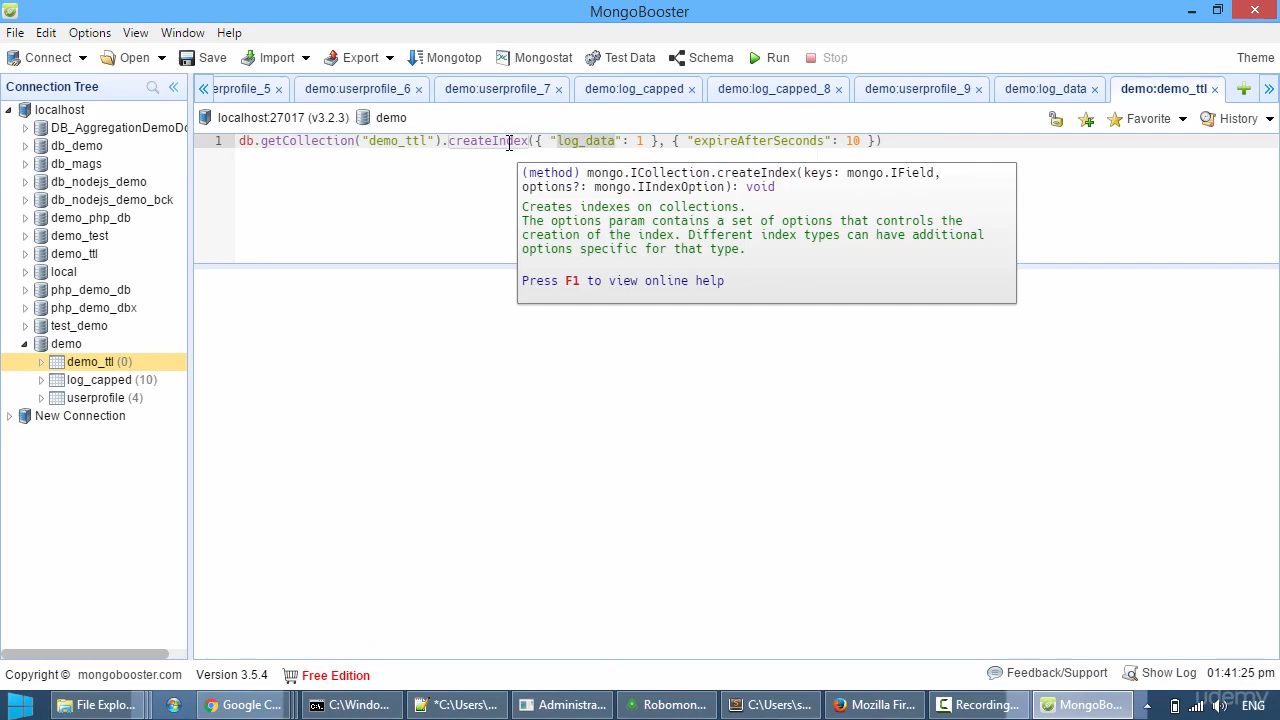 MongoBooster
File Edit Options View Window Help
Connect Open Save Import Export Mongotop Mongostat Test Data Schema Run Stop Theme
Connection Tree
erprofile_5 demo:userprofile_6 demo:userprofile_7 demo:log_capped demo:log_capped_8 demo:userprofile_9 demo:log_data demo:demo_ttl
localhost:27017 (v3.2.3) demo Favorite History
1 db.getCollection("demo_ttl").createIndex({ "log_data": 1 }, { "expireAfterSeconds": 10 })
(method) mongo.ICollection.createIndex(keys: mongo.IField,
options?: mongo.IIndexOption): void
Creates indexes on collections.
The options param contains a set of options that controls the
creation of the index. Different index types can have additional
options specific for that type.
Press F1 to view online help
localhost
DB_AggregationDemoDo
db_demo
db_mags
db_nodejs_demo
db_nodejs_demo_bck
demo_php_db
demo_test
demo_ttl
local
php_demo_db
php_demo_dbx
test_demo
demo
demo_ttl (0)
log_capped (10)
userprofile (4)
New Connection
Copyright © mongobooster.com Version 3.5.4 Free Edition Feedback/Support Show Log 01:41:25 pm
File Explo... Google C... C:\Windo... *C:\Users\... Administra... Robomon... C:\Users\s... Mozilla Fir... Recording... MongoBo... ENG
udemy